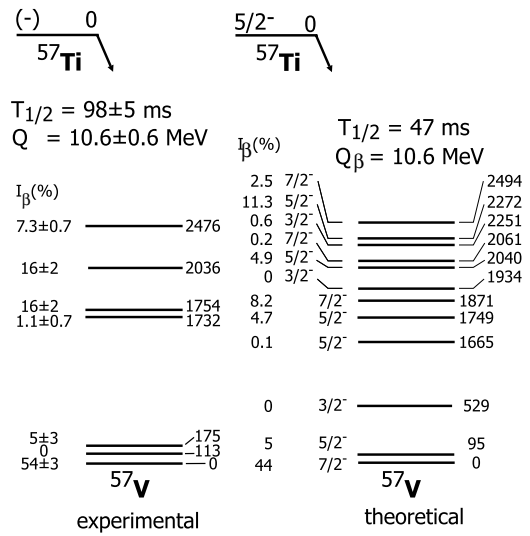 (-) 0
57Ti
T1/2 = 98±5 ms
Q = 10.6±0.6 MeV
Iβ(%)
7.3±0.7 2476
16±2 2036
16±2 1754
1.1±0.7 1732
5±3 175
0 113
54±3 0
57V
experimental
5/2- 0
57Ti
T1/2 = 47 ms
Qβ = 10.6 MeV
Iβ(%)
2.5 7/2- 2494
11.3 5/2- 2272
0.6 3/2- 2251
0.2 7/2- 2061
4.9 5/2- 2040
0 3/2- 1934
8.2 7/2- 1871
4.7 5/2- 1749
0.1 5/2- 1665
0 3/2- 529
5 5/2- 95
44 7/2- 0
57V
theoretical